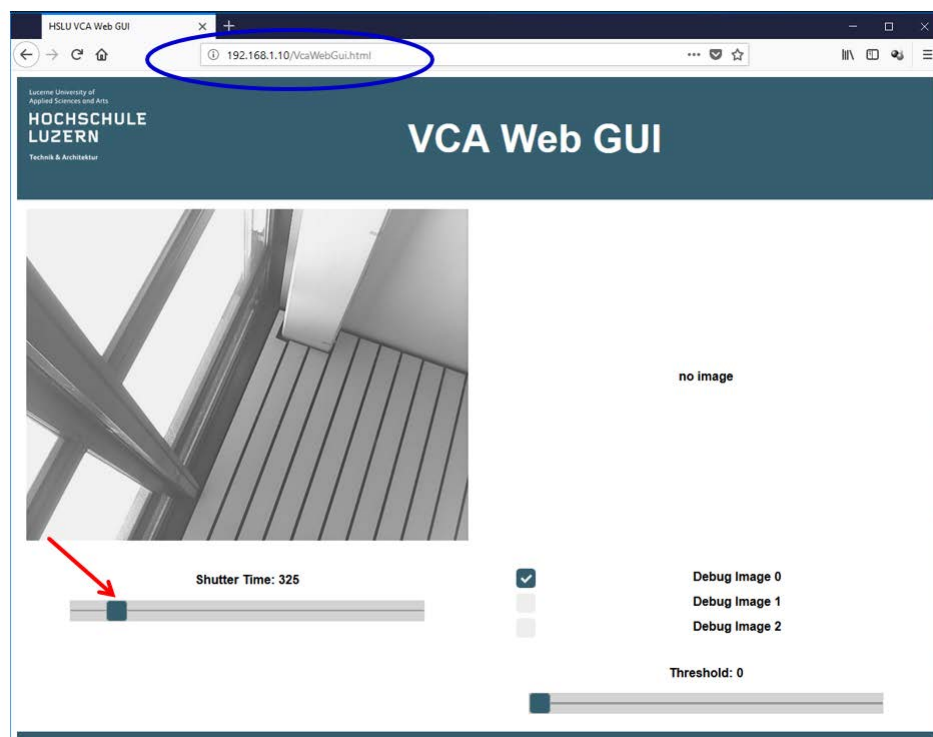 HSLU VCA Web GUI
192.168.1.10/VcaWebGui.html
Lucerne University of
Applied Sciences and Arts
HOCHSCHULE
LUZERN
Technik & Architektur
VCA Web GUI
no image
Shutter Time: 325
Debug Image 0
Debug Image 1
Debug Image 2
Threshold: 0